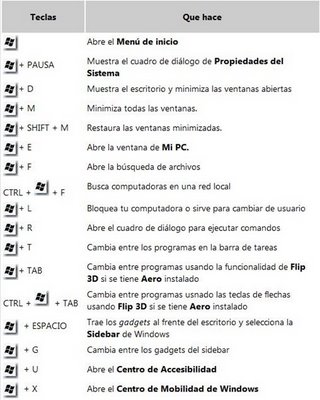 Teclas Que hace
Abre el Menú de inicio
+ PAUSA Muestra el cuadro de diálogo de Propiedades del
Sistema
+ D Muestra el escritorio y minimiza las ventanas abiertas
+ M Minimiza todas las ventanas.
+ SHIFT + M Restaura las ventanas minimizadas.
+ E Abre la ventana de Mi PC.
+ F Abre la búsqueda de archivos
CTRL + + F Busca computadoras en una red local
+ L Bloquea tu computadora o sirve para cambiar de usuario
+ R Abre el cuadro de diálogo para ejecutar comandos
+ T Cambia entre los programas en la barra de tareas
+ TAB Cambia entre programas usando la funcionalidad de Flip
3D si se tiene Aero instalado
CTRL + + TAB Cambia entre programas usnado las teclas de flechas
usando Flip 3D si se tiene Aero instalado
+ ESPACIO Trae los gadgets al frente del escritorio y selecciona la
Sidebar de Windows
+ G Cambia entre los gadgets del sidebar
+ U Abre el Centro de Accesibilidad
+ X Abre el Centro de Mobilidad de Windows